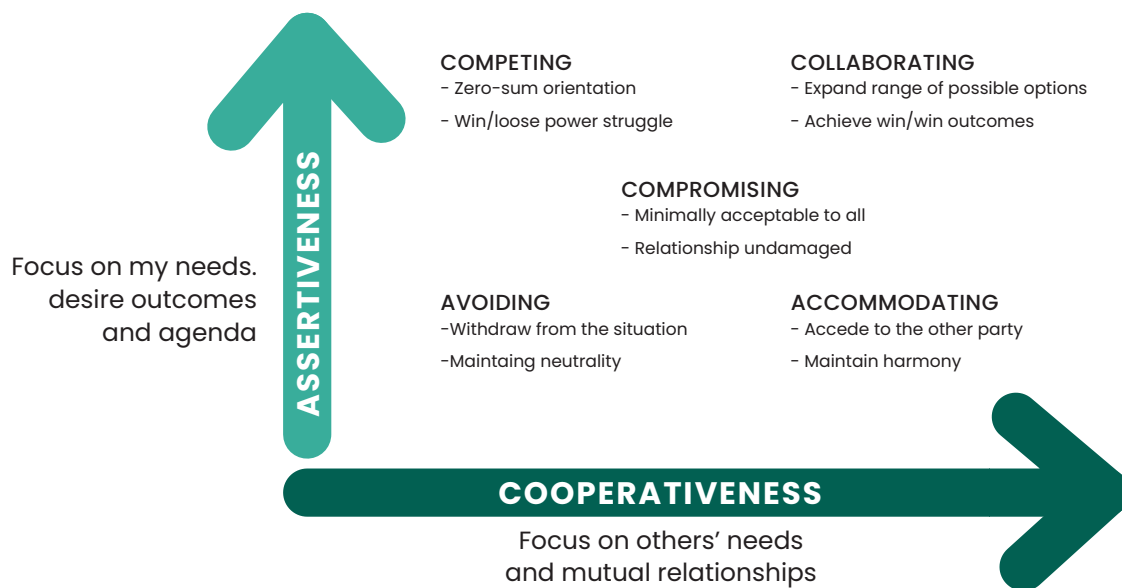 COMPETING
- Zero-sum orientation
- Win/loose power struggle
COLLABORATING
- Expand range of possible options
- Achieve win/win outcomes
COMPROMISING
- Minimally acceptable to all
- Relationship undamaged
AVOIDING
-Withdraw from the situation
-Maintaing neutrality
ACCOMMODATING
- Accede to the other party
- Maintain harmony
ASSERTIVENESS
Focus on my needs.
desire outcomes
and agenda
COOPERATIVENESS
Focus on others’ needs
and mutual relationships